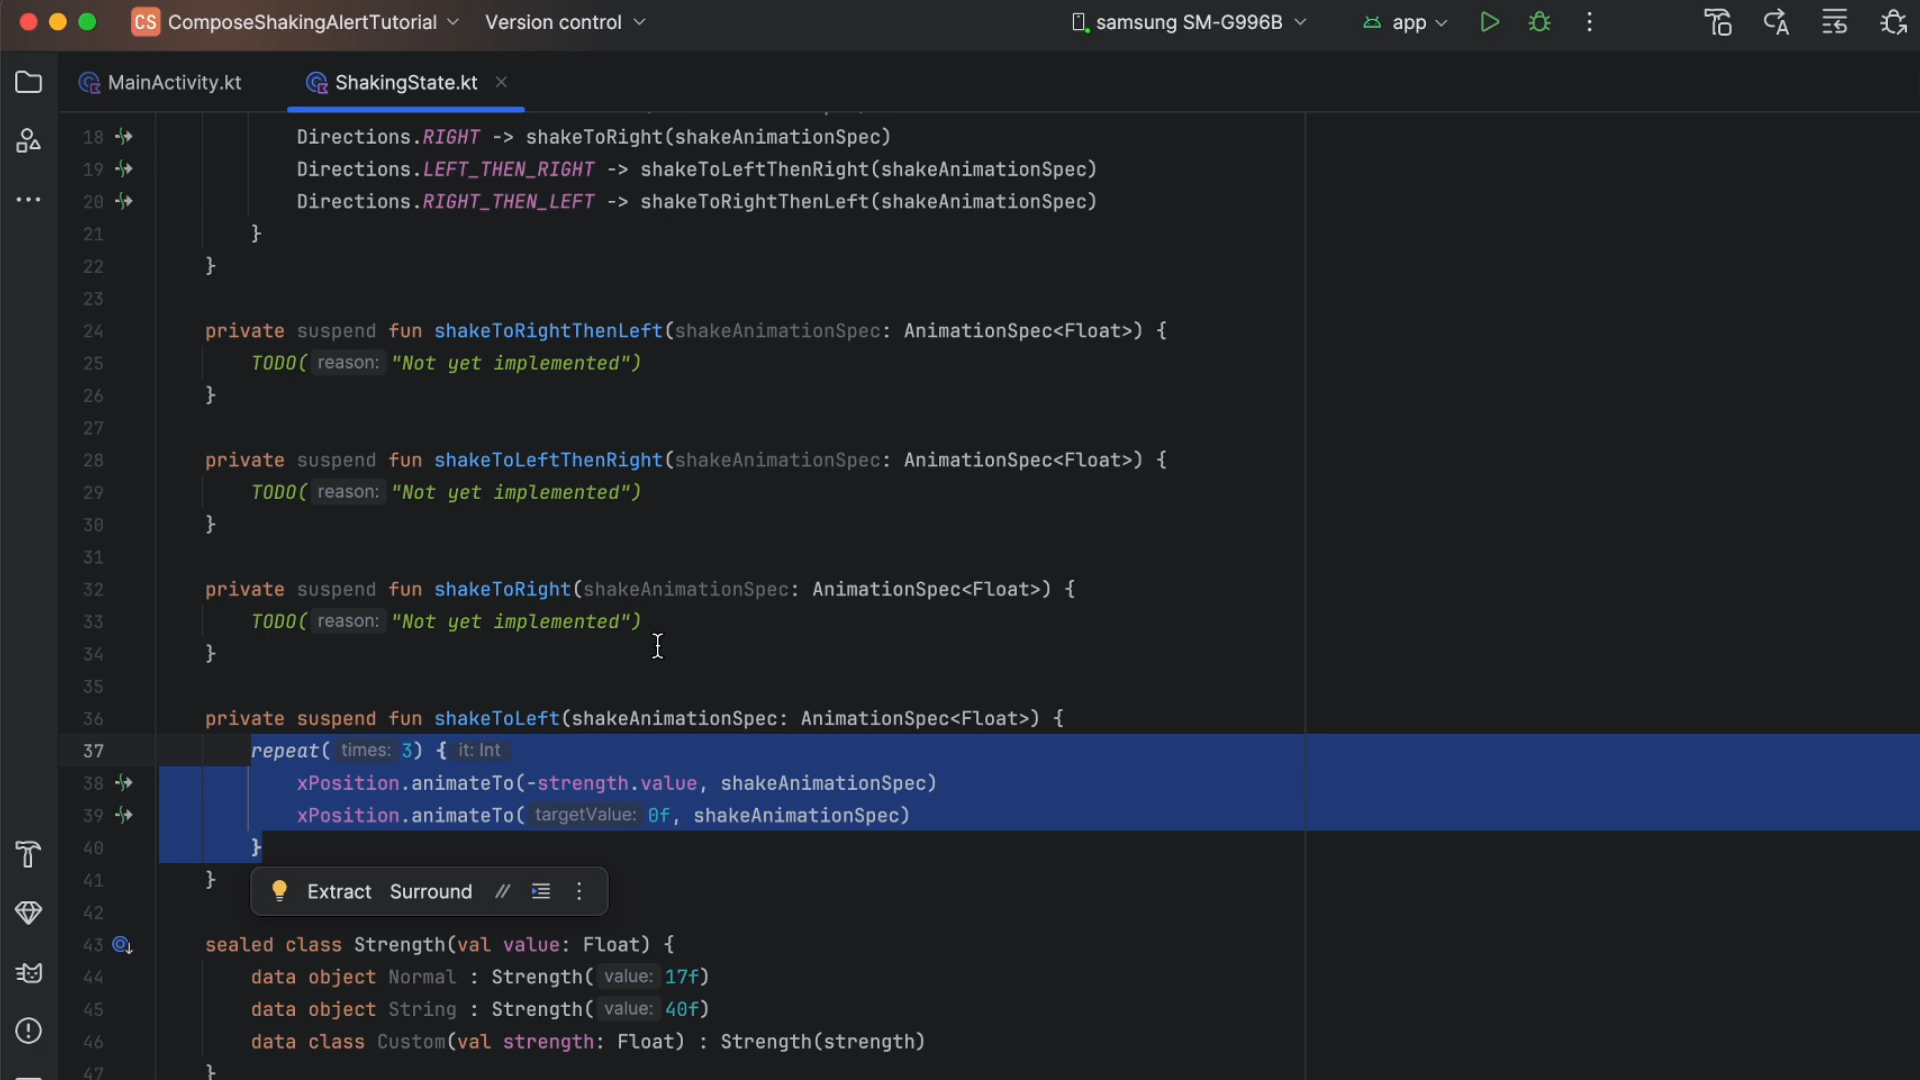 CS ComposeShakingAlertTutorial Version control samsung SM-G996B app
MainActivity.kt ShakingState.kt
18 Directions.RIGHT -> shakeToRight(shakeAnimationSpec)
19 Directions.LEFT_THEN_RIGHT -> shakeToLeftThenRight(shakeAnimationSpec)
20 Directions.RIGHT_THEN_LEFT -> shakeToRightThenLeft(shakeAnimationSpec)
21 }
22 }
23
24 private suspend fun shakeToRightThenLeft(shakeAnimationSpec: AnimationSpec<Float>) {
25 TODO( reason: "Not yet implemented")
26 }
27
28 private suspend fun shakeToLeftThenRight(shakeAnimationSpec: AnimationSpec<Float>) {
29 TODO( reason: "Not yet implemented")
30 }
31
32 private suspend fun shakeToRight(shakeAnimationSpec: AnimationSpec<Float>) {
33 TODO( reason: "Not yet implemented")
34 }
35
36 private suspend fun shakeToLeft(shakeAnimationSpec: AnimationSpec<Float>) {
37 repeat( times: 3) { it: Int
38 xPosition.animateTo(-strength.value, shakeAnimationSpec)
39 xPosition.animateTo( targetValue: 0f, shakeAnimationSpec)
40 }
41 }
Extract Surround //
42
43 sealed class Strength(val value: Float) {
44 data object Normal : Strength( value: 17f)
45 data object String : Strength( value: 40f)
46 data class Custom(val strength: Float) : Strength(strength)
47 }